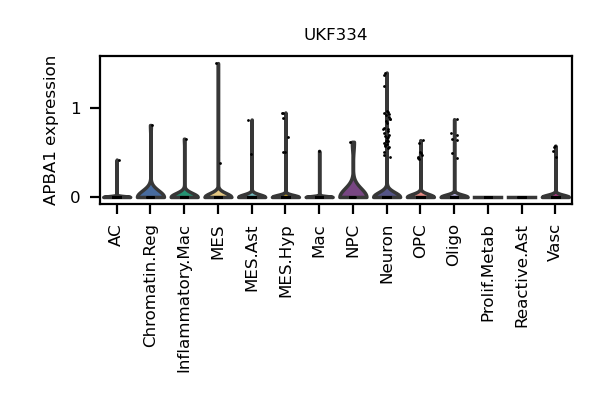 UKF334
APBA1 expression
1
0
AC
Chromatin.Reg
Inflammatory.Mac
MES
MES.Ast
MES.Hyp
Mac
NPC
Neuron
OPC
Oligo
Prolif.Metab
Reactive.Ast
Vasc